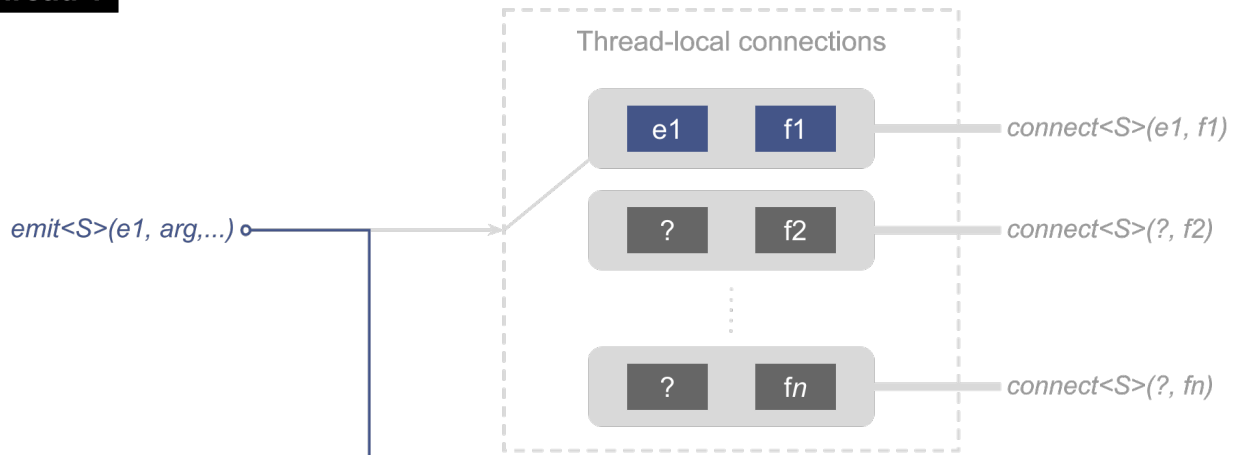 Thread-local connections
e1 f1 connect<S>(e1, f1)
emit<S>(e1, arg,...) ? f2 connect<S>(?, f2)
? fn connect<S>(?, fn)